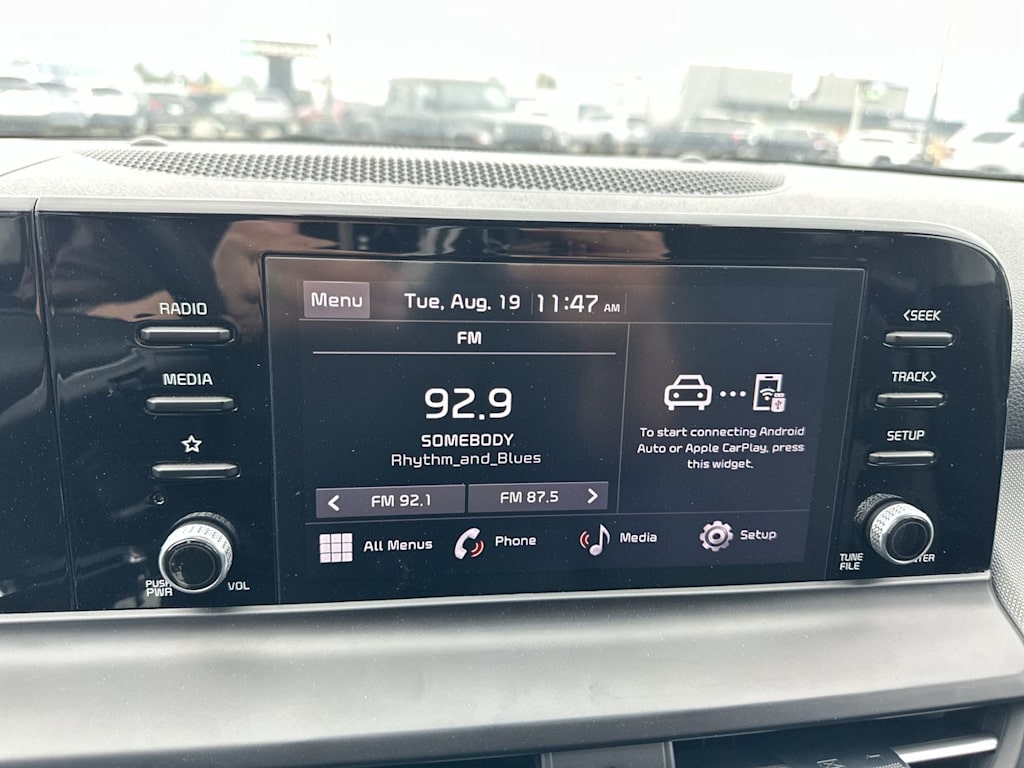 RADIO
MEDIA
PUSH
PWR
VOL
Menu
Tue, Aug. 19 11:47 AM
FM
92.9
SOMEBODY
Rhythm_and_Blues
< FM 92.1
FM 87.5 >
To start connecting Android
Auto or Apple CarPlay, press
this widget.
All Menus
Phone
Media
Setup
<SEEK
TRACK>
SETUP
TUNE
FILE